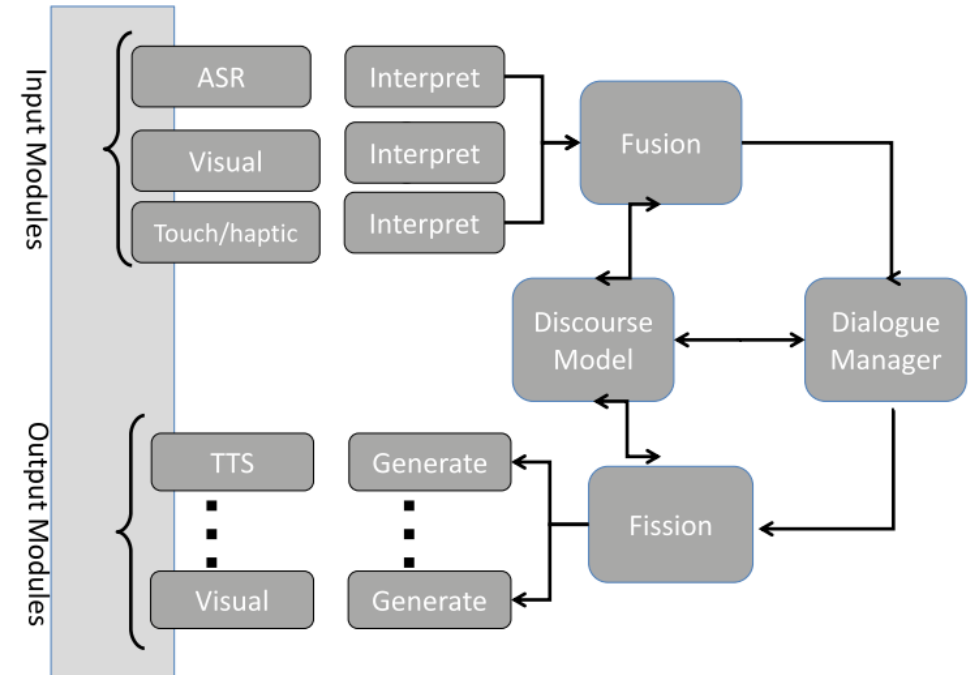 Input Modules
ASR
Interpret
Visual
Interpret
Touch/haptic
Interpret
Fusion
Discourse
Model
Dialogue
Manager
Output Modules
TTS
Generate
Fission
Visual
Generate